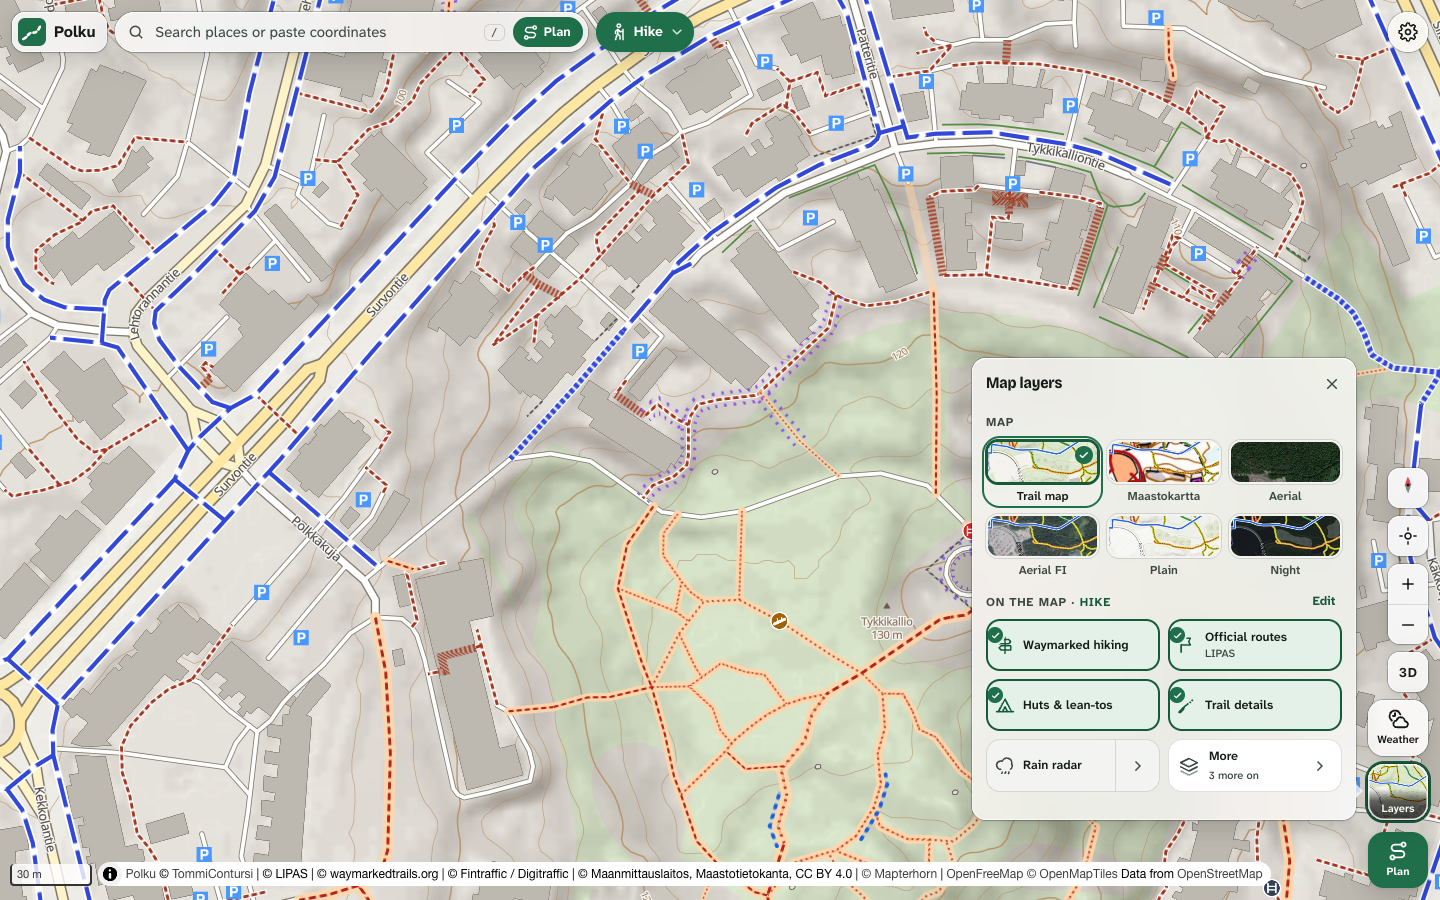 Polku
Search places or paste coordinates
/
Plan
Hike
Patteritie
Tykkikalliontie
Lehtorannantie
Survontie
Survontie
Polkkakuja
Kekkolantie
100
120
Tykkikallio
130 m
Map layers
MAP
Trail map
Maastokartta
Aerial
Aerial FI
Plain
Night
ON THE MAP · HIKE
Edit
Waymarked hiking
Official routes
LIPAS
Huts & lean-tos
Trail details
Rain radar
More
3 more on
3D
Weather
Layers
Plan
30 m
Polku © TommiContursi | © LIPAS | © waymarkedtrails.org | © Fintraffic / Digitraffic | © Maanmittauslaitos, Maastotietokanta, CC BY 4.0 | © Mapterhorn | OpenFreeMap © OpenMapTiles Data from OpenStreetMap